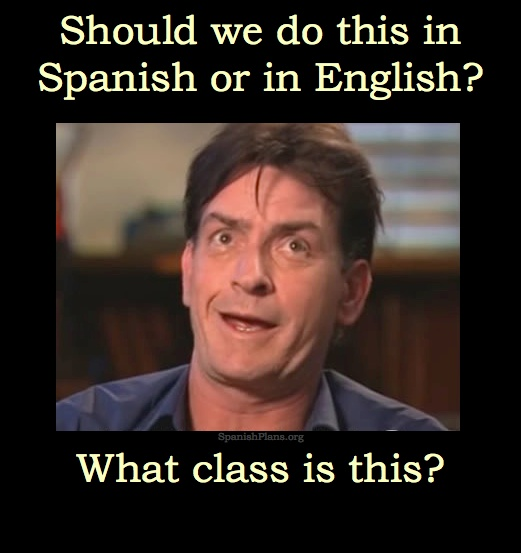 Should we do this in
Spanish or in English?
SpanishPlans.org
What class is this?